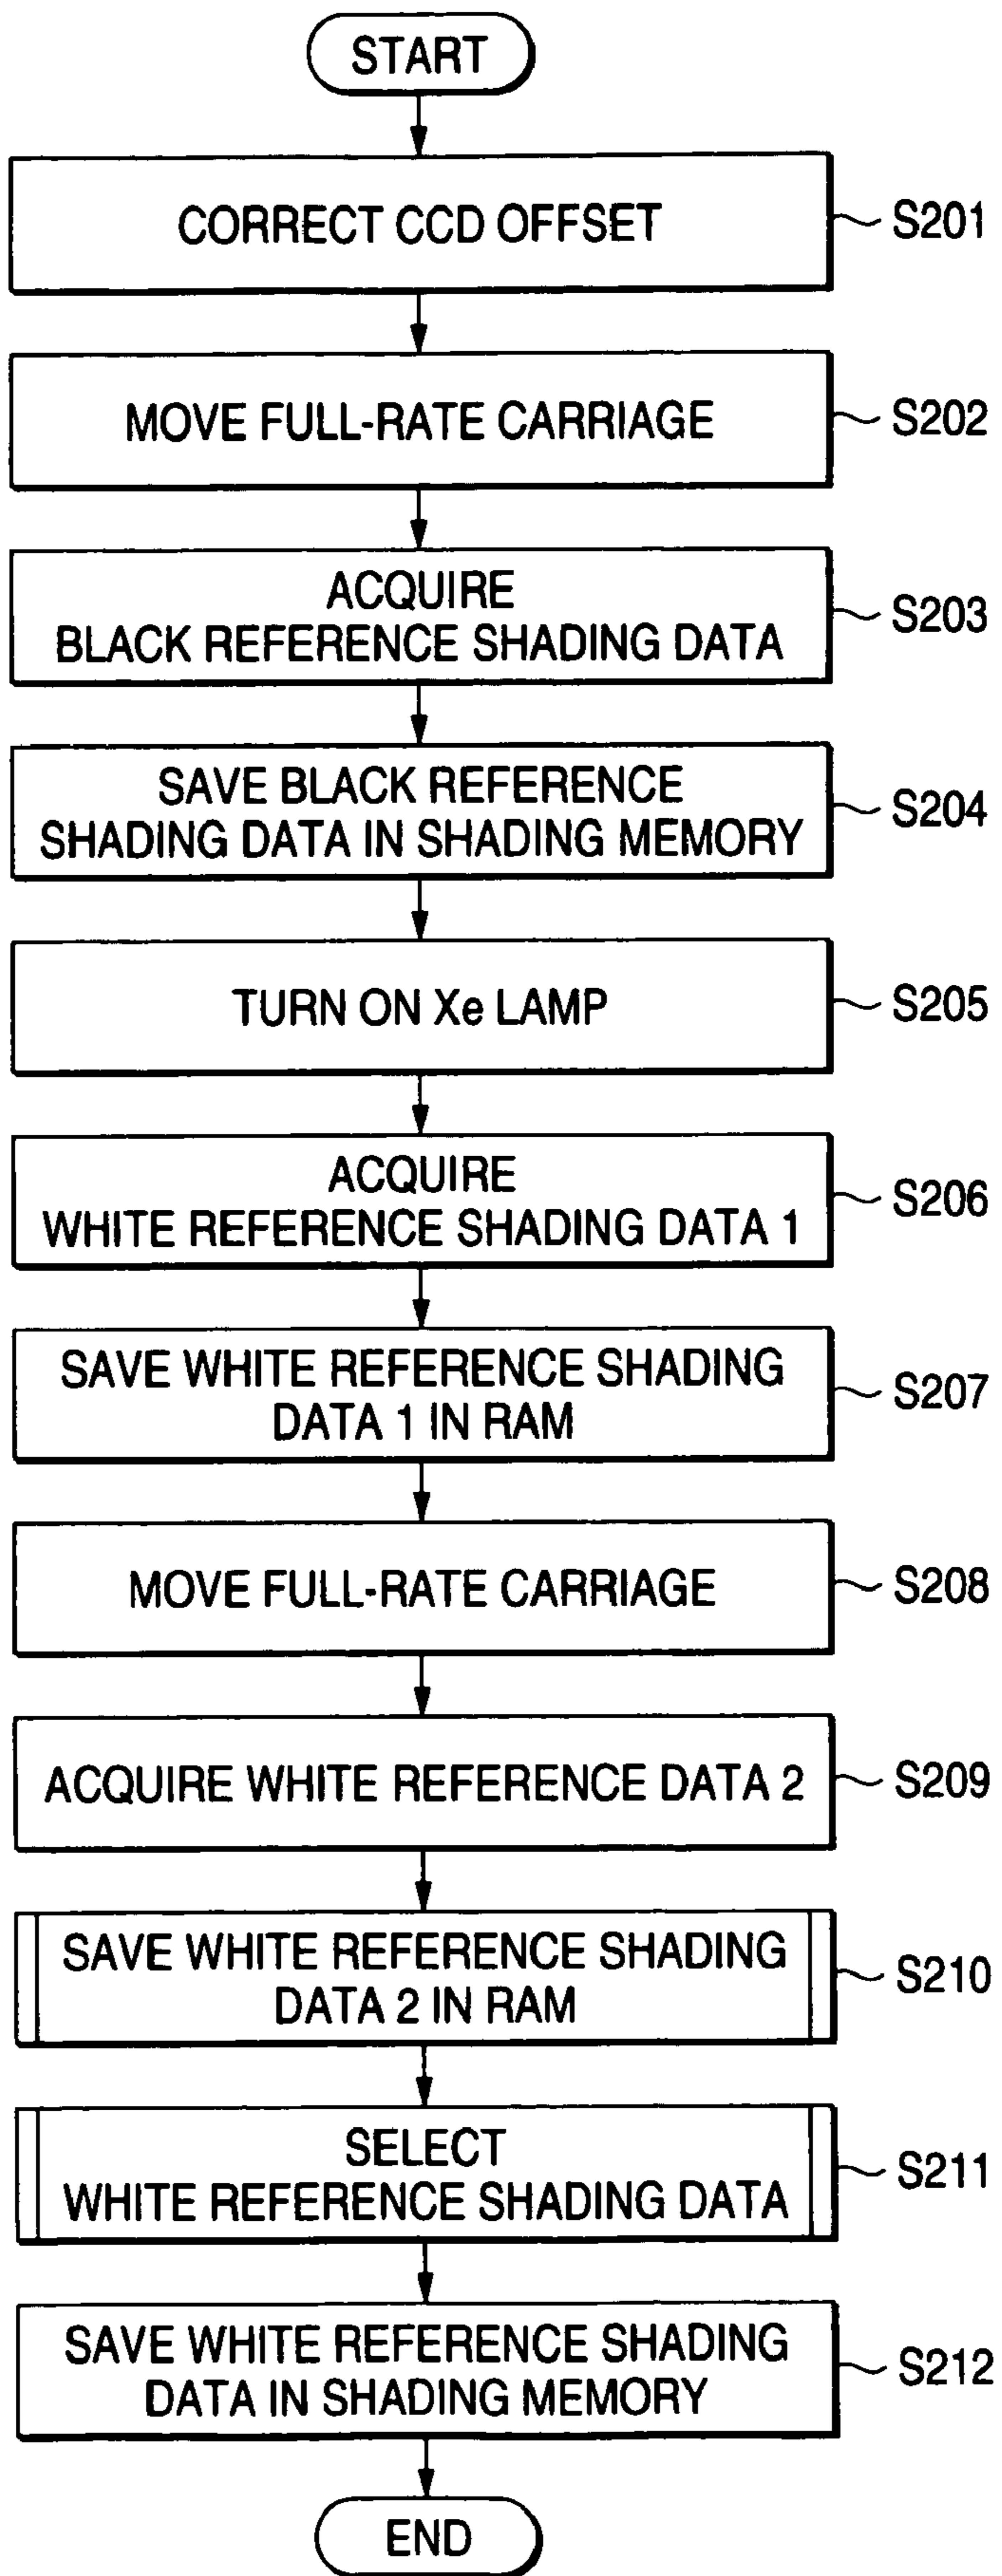 START
CORRECT CCD OFFSET
S201
MOVE FULL-RATE CARRIAGE
S202
ACQUIRE
BLACK REFERENCE SHADING DATA
S203
SAVE BLACK REFERENCE
SHADING DATA IN SHADING MEMORY
S204
TURN ON Xe LAMP
S205
ACQUIRE
WHITE REFERENCE SHADING DATA 1
S206
SAVE WHITE REFERENCE SHADING
DATA 1 IN RAM
S207
MOVE FULL-RATE CARRIAGE
S208
ACQUIRE WHITE REFERENCE DATA 2
S209
SAVE WHITE REFERENCE SHADING
DATA 2 IN RAM
S210
SELECT
WHITE REFERENCE SHADING DATA
S211
SAVE WHITE REFERENCE SHADING
DATA IN SHADING MEMORY
S212
END